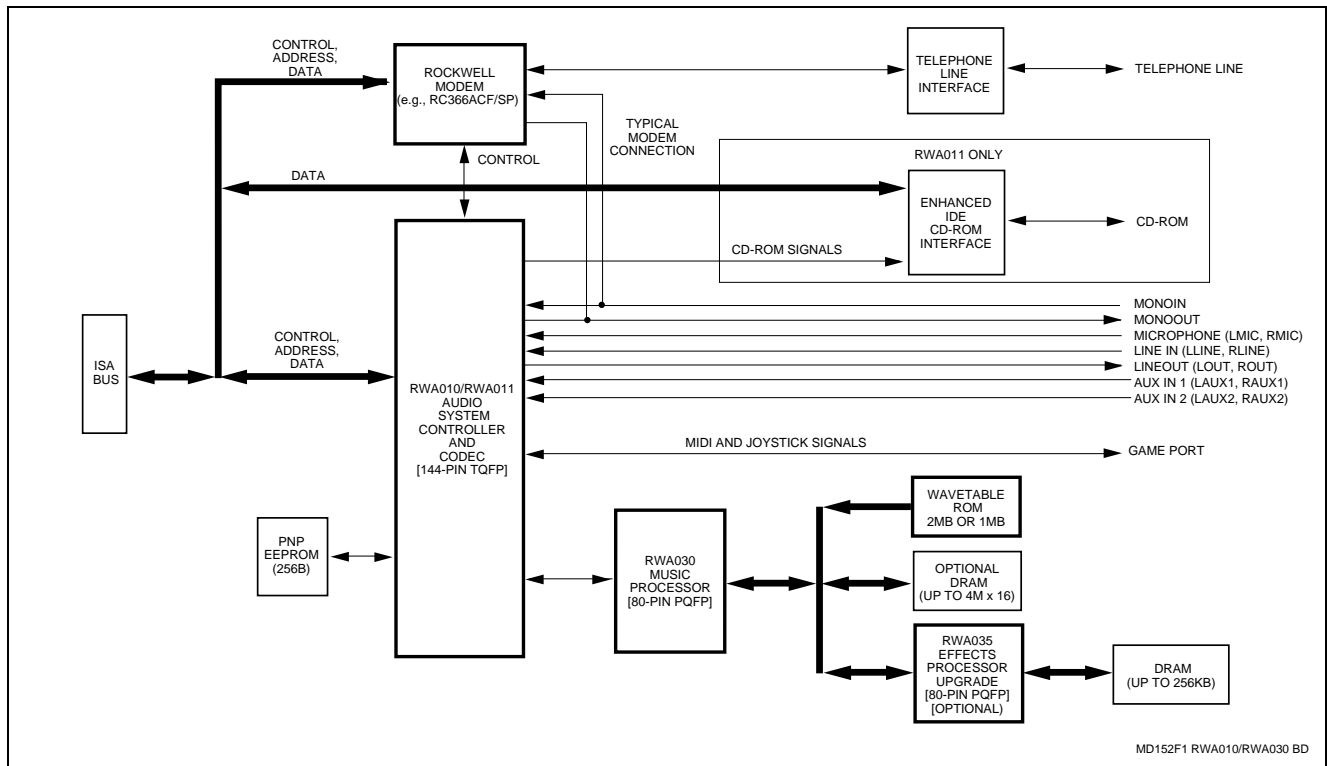 CONTROL,
ADDRESS,
DATA
ROCKWELL
MODEM
(e.g., RC366ACF/SP)
TELEPHONE
LINE
INTERFACE
TELEPHONE LINE
TYPICAL
MODEM
CONNECTION
CONTROL
RWA011 ONLY
DATA
ENHANCED
IDE
CD-ROM
INTERFACE
CD-ROM
CD-ROM SIGNALS
MONOIN
MONOOUT
MICROPHONE (LMIC, RMIC)
LINE IN (LLINE, RLINE)
LINEOUT (LOUT, ROUT)
AUX IN 1 (LAUX1, RAUX1)
AUX IN 2 (LAUX2, RAUX2)
ISA
BUS
CONTROL,
ADDRESS,
DATA
RWA010/RWA011
AUDIO
SYSTEM
CONTROLLER
AND
CODEC
[144-PIN TQFP]
MIDI AND JOYSTICK SIGNALS
GAME PORT
PNP
EEPROM
(256B)
RWA030
MUSIC
PROCESSOR
[80-PIN PQFP]
WAVETABLE
ROM
2MB OR 1MB
OPTIONAL
DRAM
(UP TO 4M x 16)
RWA035
EFFECTS
PROCESSOR
UPGRADE
[80-PIN PQFP]
[OPTIONAL)
DRAM
(UP TO 256KB)
MD152F1 RWA010/RWA030 BD